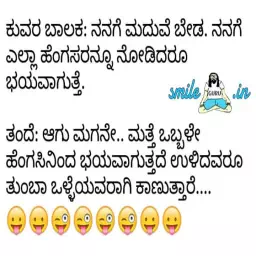 ಕುವರ ಬಾಲಕ: ನನಗೆ ಮದುವೆ ಬೇಡ. ನನಗೆ
ಎಲ್ಲಾ ಹೆಂಗಸರನ್ನೂ ನೋಡಿದರೂ
ಭಯವಾಗುತ್ತೆ.
smile GURU .in
ತಂದೆ: ಆಗು ಮಗನೇ.. ಮತ್ತೆ ಒಬ್ಬಳೇ
ಹೆಂಗಸಿನಿಂದ ಭಯವಾಗುತ್ತದೆ ಉಳಿದವರೂ
ತುಂಬಾ ಒಳ್ಳೆಯವರಾಗಿ ಕಾಣುತ್ತಾರೆ....
😛😛😜😜😜😜😛😛